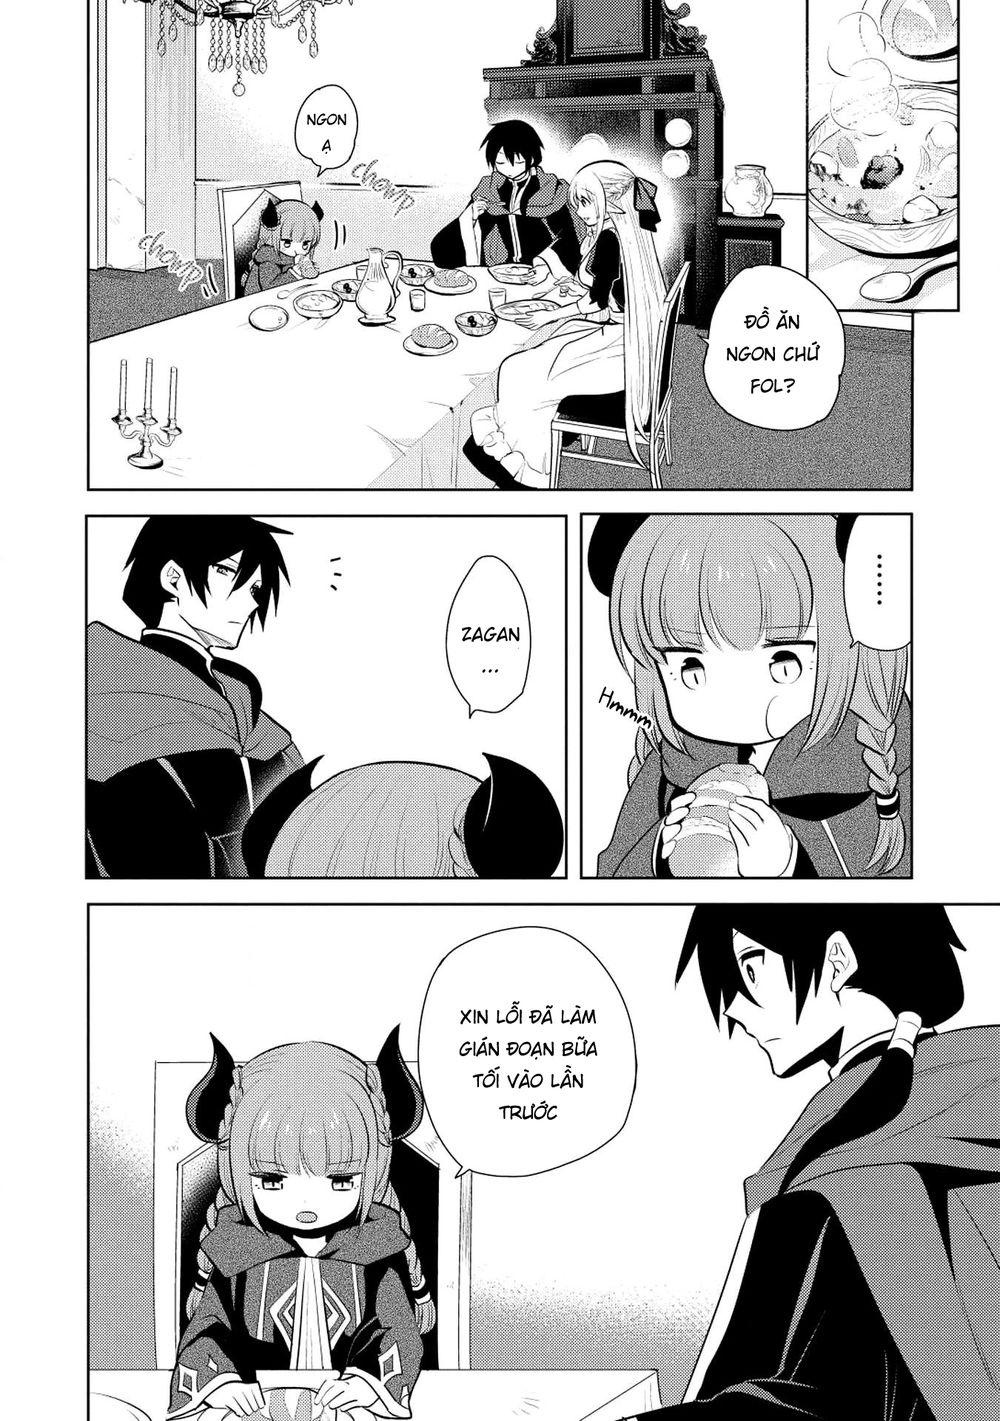 ĐỒ ĂN
NGON CHỨ
FOL?
NGON
Ạ
CHOMP
CHOMP
........
Hmmm
ZAGAN
...
XIN LỖI ĐÃ LÀM
GIÁN ĐOẠN BỮA
TỐI VÀO LẦN
TRƯỚC